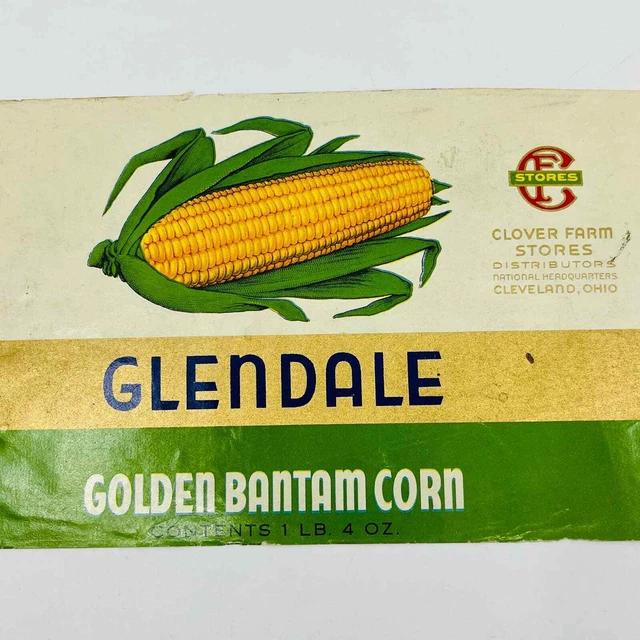 CF
STORES
CLOVER FARM
STORES
DISTRIBUTORS
NATIONAL HEADQUARTERS
CLEVELAND, OHIO
GLENDALE
GOLDEN BANTAM CORN
CONTENTS 1 LB. 4 OZ.